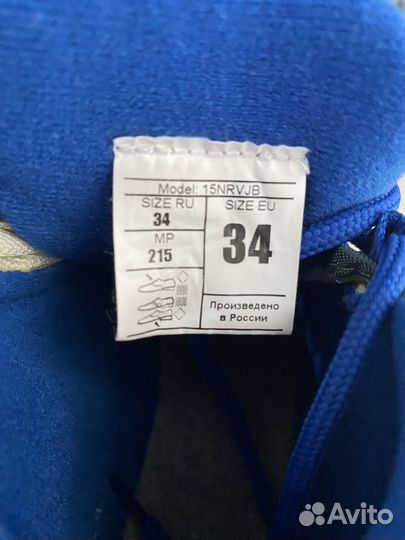 Model: 15NRVJB
SIZE RU
34
MP
215
SIZE EU
34
Произведено
в России
Avito